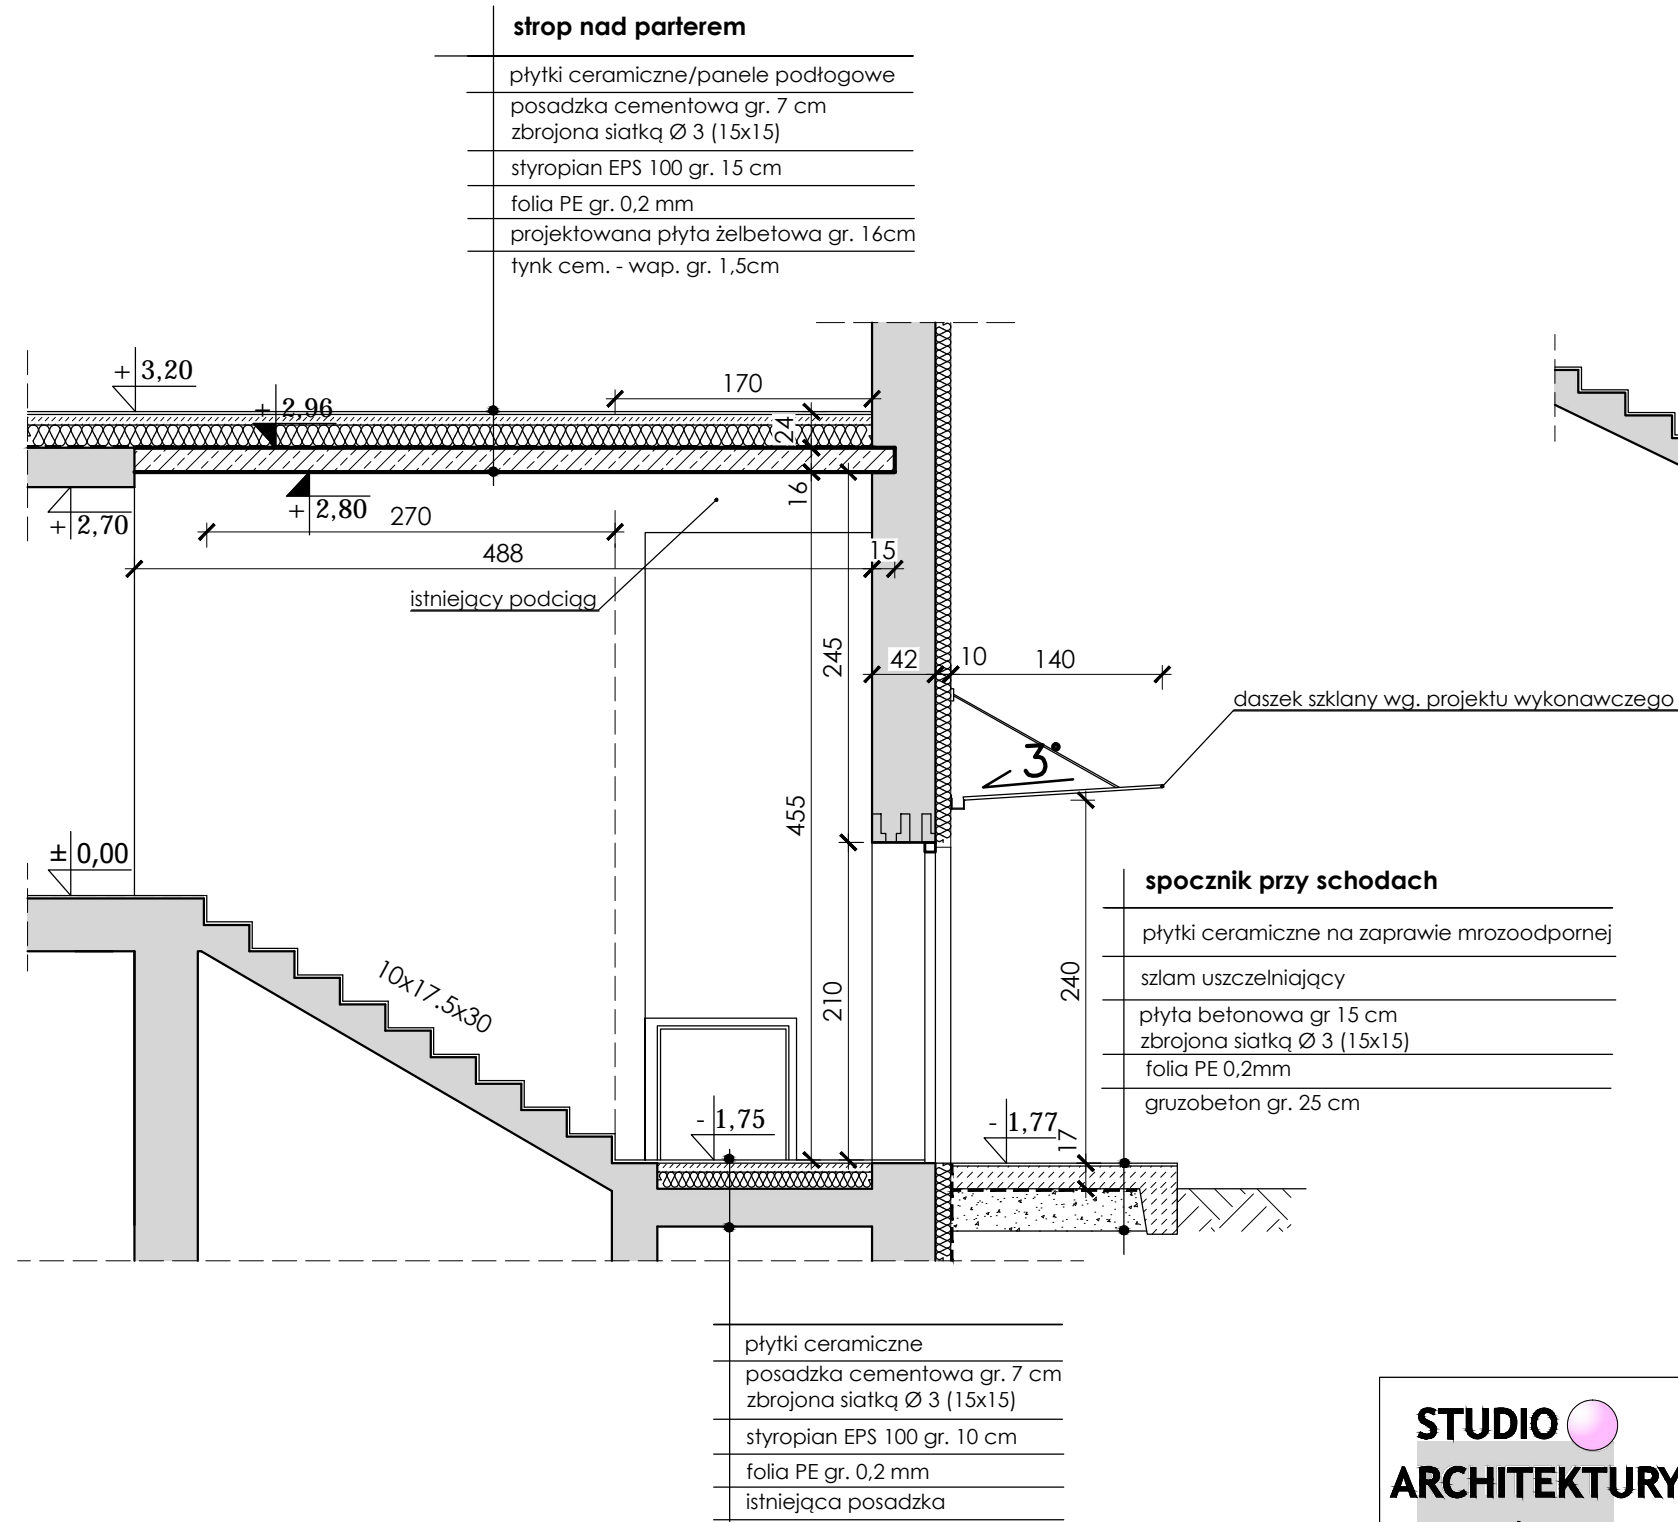 strop nad parterem
płytki ceramiczne/panele podłogowe
posadzka cementowa gr. 7 cm
zbrojona siatką Ø 3 (15x15)
styropian EPS 100 gr. 15 cm
folia PE gr. 0,2 mm
projektowana płyta żelbetowa gr. 16cm
tynk cem. - wap. gr. 1,5cm
+ 3,20
170
+ 2,96
24
16
+ 2,70
+ 2,80
270
488
15
istniejący podciąg
245
42
10
140
daszek szklany wg. projektu wykonawczego
3°
455
± 0,00
spocznik przy schodach
płytki ceramiczne na zaprawie mrozoodpornej
szlam uszczelniający
płyta betonowa gr 15 cm
zbrojona siatką Ø 3 (15x15)
folia PE 0,2mm
gruzobeton gr. 25 cm
10x17.5x30
210
240
- 1,75
- 1,77
17
płytki ceramiczne
posadzka cementowa gr. 7 cm
zbrojona siatką Ø 3 (15x15)
styropian EPS 100 gr. 10 cm
folia PE gr. 0,2 mm
istniejąca posadzka
STUDIO
ARCHITEKTURY